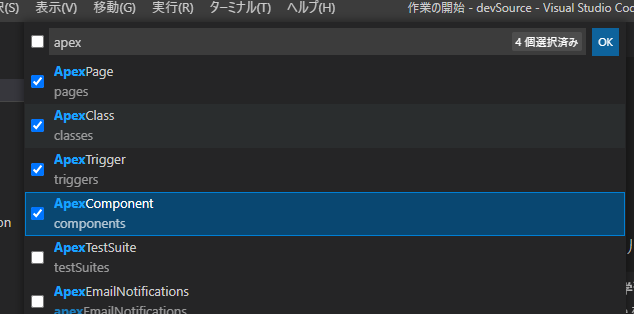 択(S) 表示(V) 移動(G) 実行(R) ターミナル(T) ヘルプ(H) 作業の開始 - devSource - Visual Studio Cod
apex 4 個選択済み OK
ApexPage
pages
ApexClass
classes
ApexTrigger
triggers
ApexComponent
on components
ApexTestSuite
testSuites
ApexEmailNotifications
apexEmailNotifications